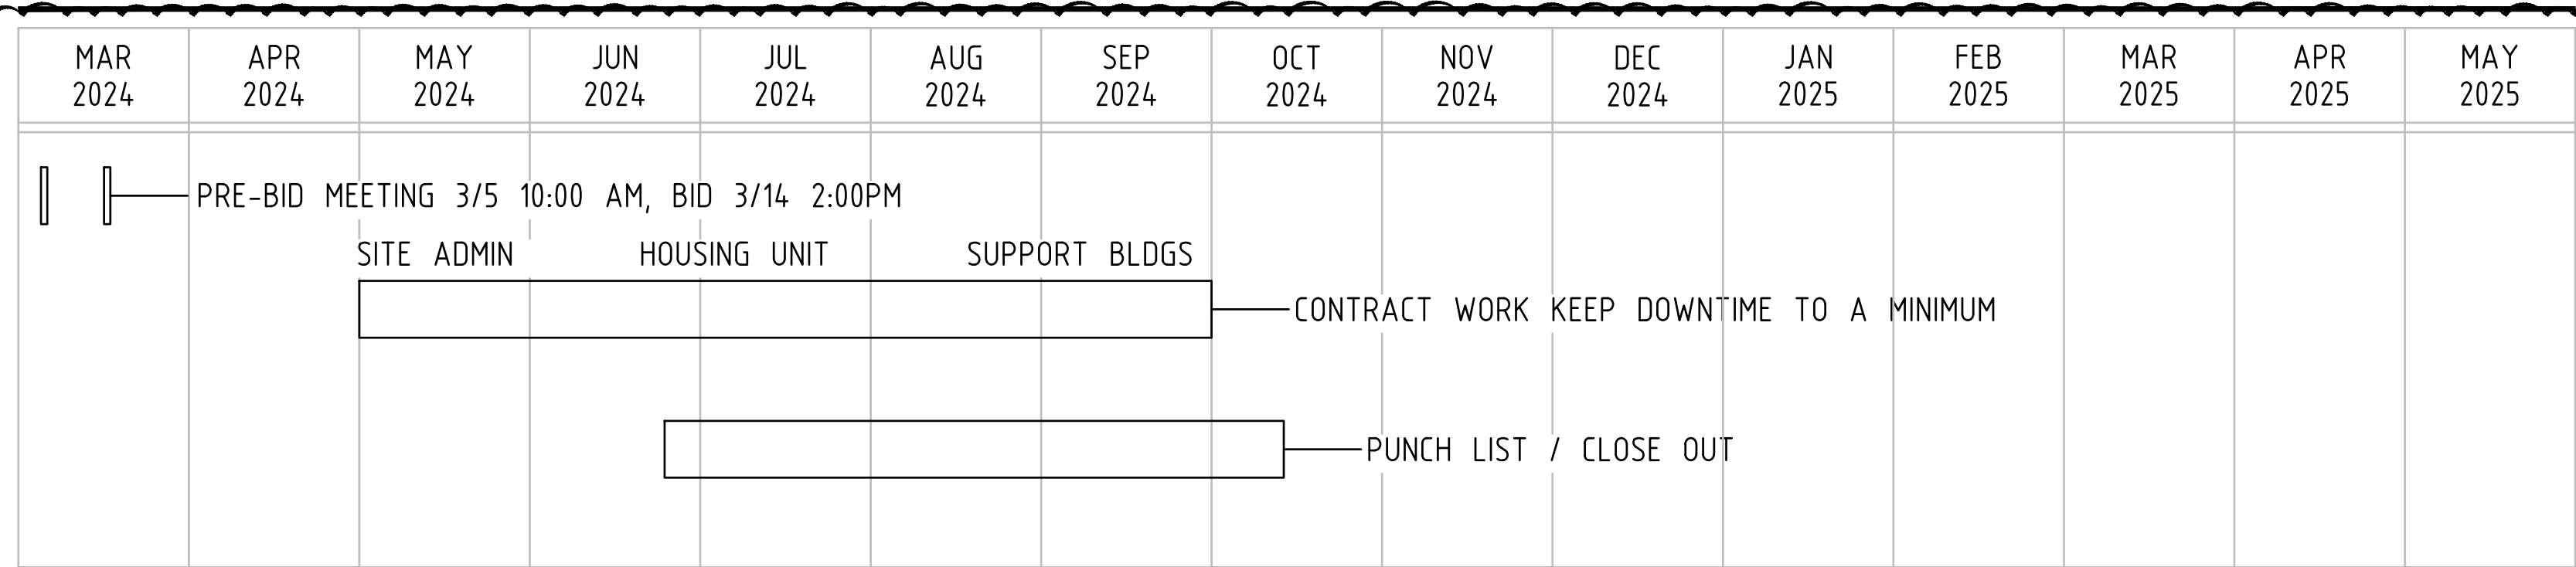 MAR 2024 APR 2024 MAY 2024 JUN 2024 JUL 2024 AUG 2024 SEP 2024 OCT 2024 NOV 2024 DEC 2024 JAN 2025 FEB 2025 MAR 2025 APR 2025 MAY 2025
PRE-BID MEETING 3/5 10:00 AM, BID 3/14 2:00PM
SITE ADMIN HOUSING UNIT SUPPORT BLDGS
CONTRACT WORK KEEP DOWNTIME TO A MINIMUM
PUNCH LIST / CLOSE OUT